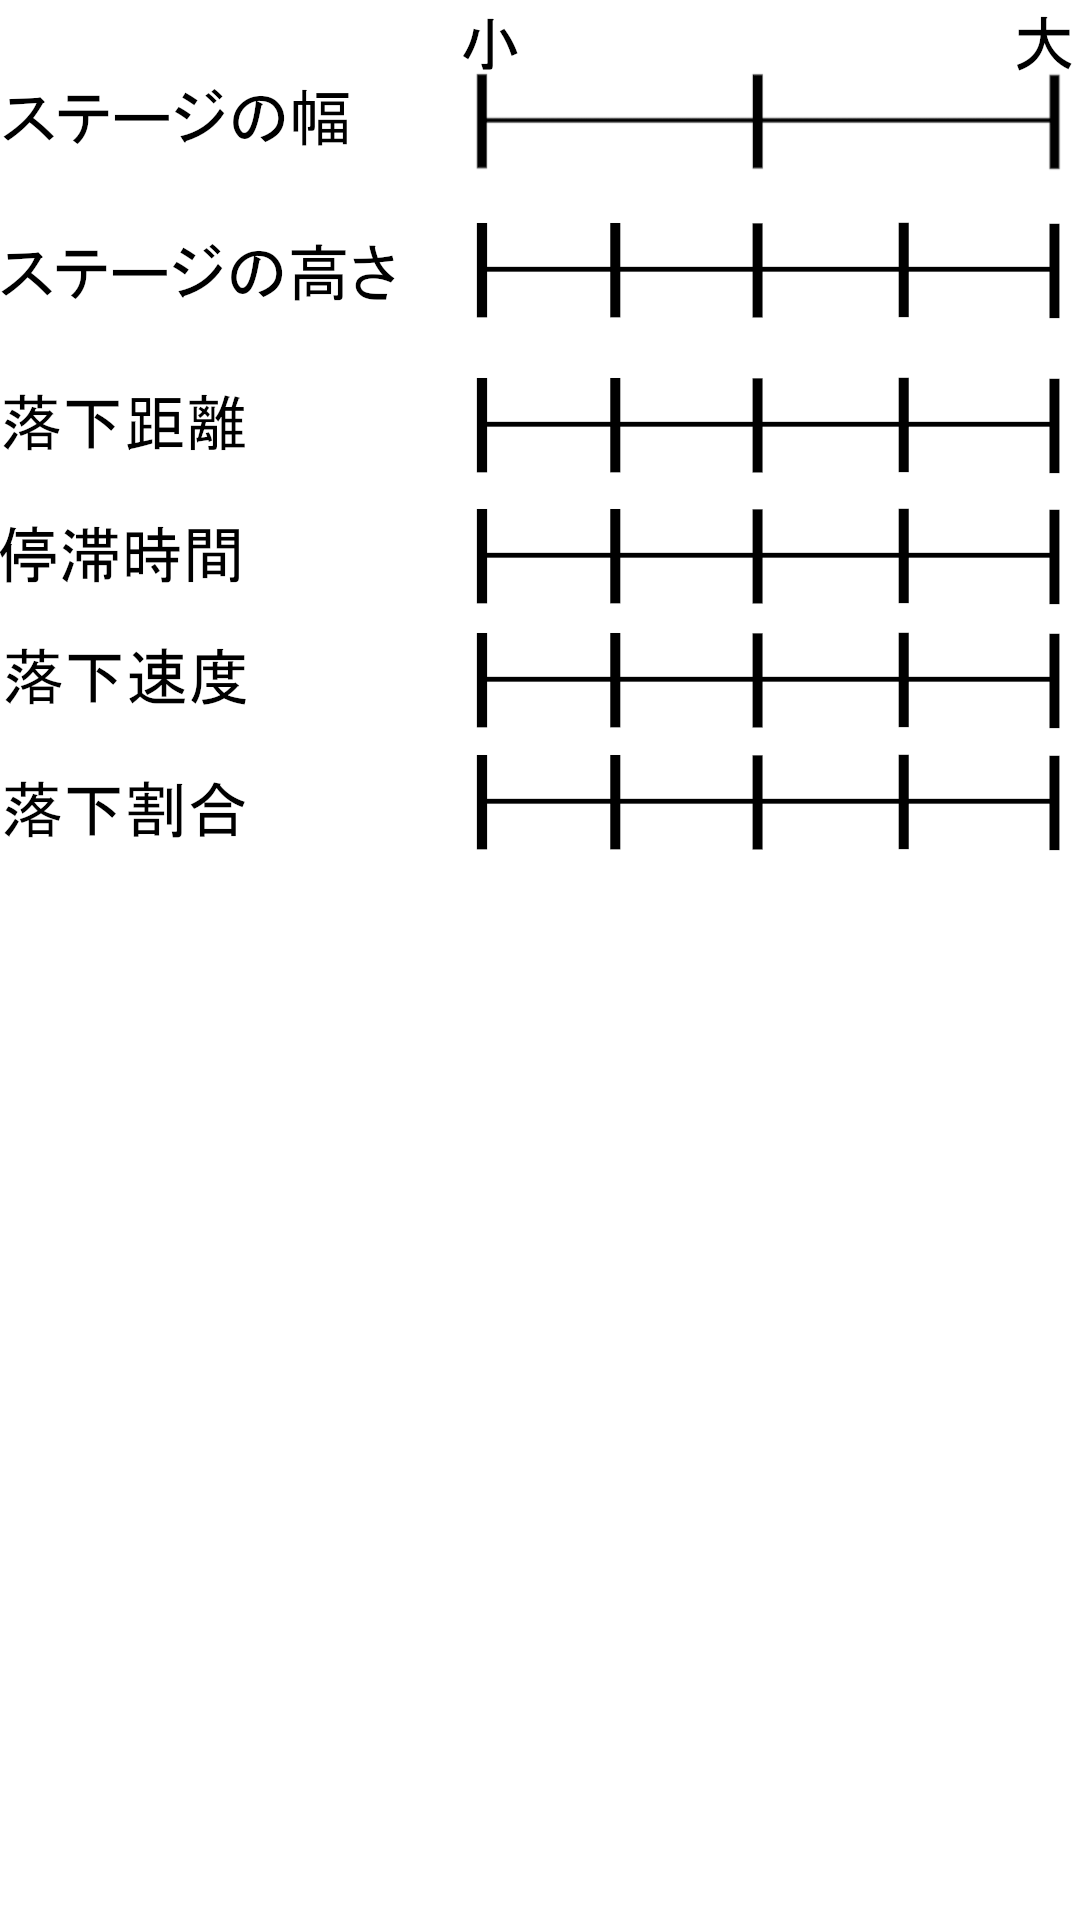 小 大
ステージの幅
ステージの高さ
落下距離
停滞時間
落下速度
落下割合